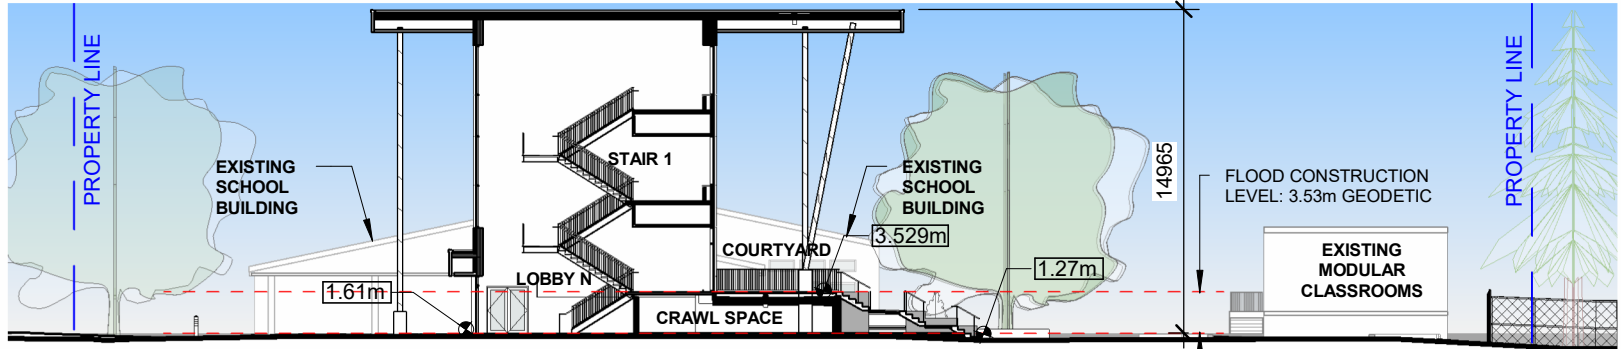 PROPERTY LINE
EXISTING
SCHOOL
BUILDING
1.61m
STAIR 1
LOBBY N
CRAWL SPACE
COURTYARD
EXISTING
SCHOOL
BUILDING
3.529m
1.27m
14965
FLOOD CONSTRUCTION
LEVEL: 3.53m GEODETIC
EXISTING
MODULAR
CLASSROOMS
PROPERTY LINE